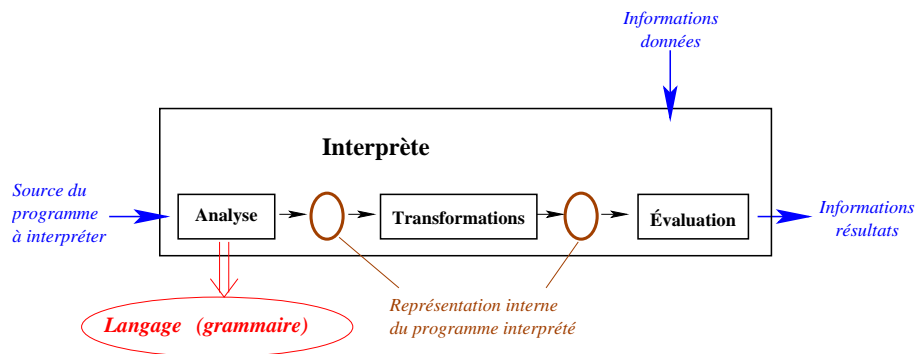 Informations
données
Interprète
Source du
programme
à interpréter
Analyse
Transformations
Évaluation
Informations
résultats
Représentation interne
du programme interprété
Langage (grammaire)